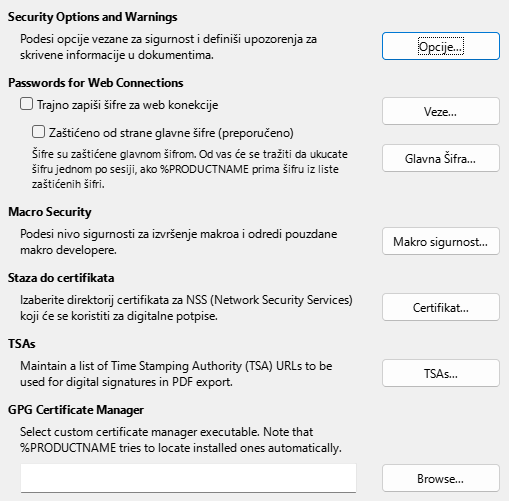 Security Options and Warnings
Podesi opcije vezane za sigurnost i definiši upozorenja za
skrivene informacije u dokumentima.
Opcije...
Passwords for Web Connections
Trajno zapiši šifre za web konekcije
Veze...
Zaštićeno od strane glavne šifre (preporučeno)
Šifre su zaštićene glavnom šifrom. Od vas će se tražiti da ukucate
šifru jednom po sesiji, ako %PRODUCTNAME prima šifru iz liste
zaštićenih šifri.
Glavna Šifra...
Macro Security
Podesi nivo sigurnosti za izvršenje makroa i odredi pouzdane
makro developere.
Makro sigurnost...
Staza do certifikata
Izaberite direktorij certifikata za NSS (Network Security Services)
koji će se koristiti za digitalne potpise.
Certifikat...
TSAs
Maintain a list of Time Stamping Authority (TSA) URLs to be
used for digital signatures in PDF export.
TSAs...
GPG Certificate Manager
Select custom certificate manager executable. Note that
%PRODUCTNAME tries to locate installed ones automatically.
Browse...